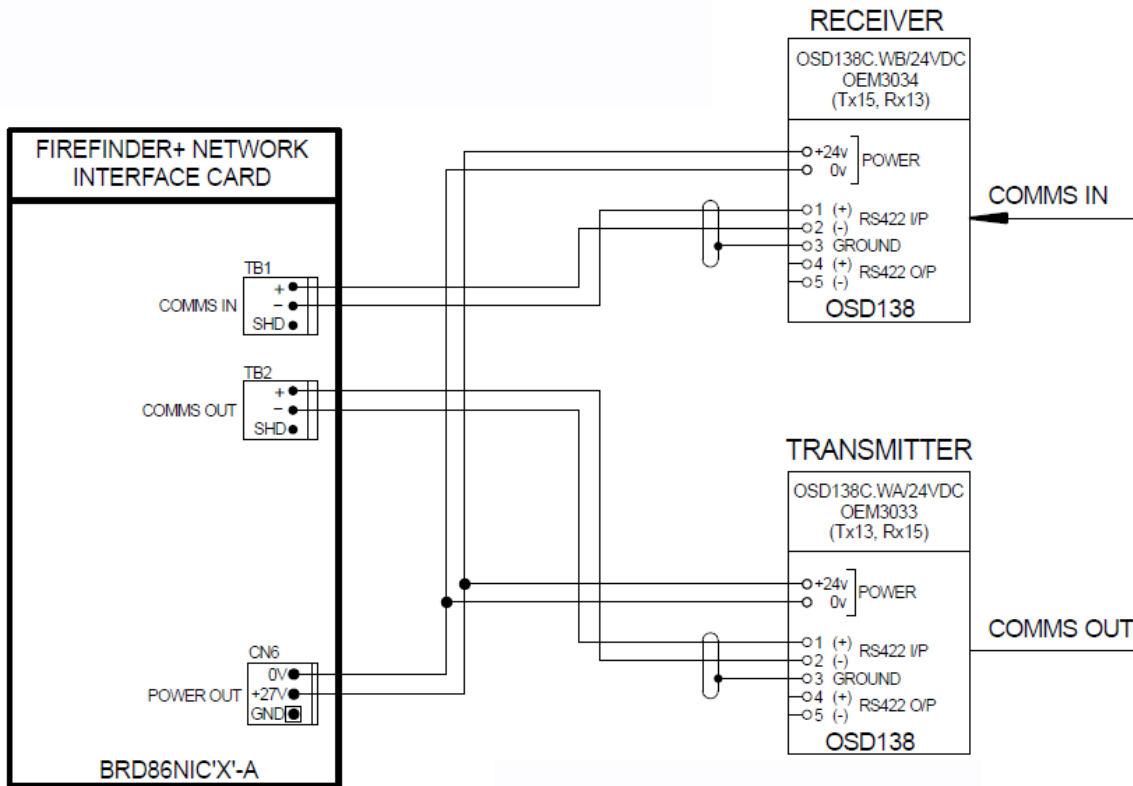 FIREFINDER+ NETWORK
INTERFACE CARD
TB1
+
COMMS IN
−
SHD
TB2
+
COMMS OUT
−
SHD
CN6
0V
POWER OUT
+27V
GND
BRD86NIC'X'-A
RECEIVER
OSD138C.WB/24VDC
OEM3034
(Tx15, Rx13)
+24v
POWER
0v
1 (+)
RS422 I/P
2 (-)
3 GROUND
4 (+)
RS422 O/P
5 (-)
OSD138
COMMS IN
TRANSMITTER
OSD138C.WA/24VDC
OEM3033
(Tx13, Rx15)
+24v
POWER
0v
1 (+)
RS422 I/P
2 (-)
3 GROUND
4 (+)
RS422 O/P
5 (-)
OSD138
COMMS OUT